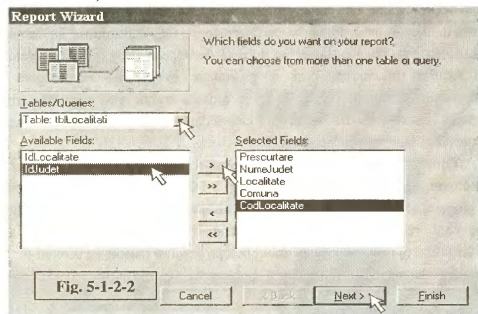 Report Wizard
Which fields do you want on your report?
You can choose from more than one table or query.
Tables/Queries:
Table: tblLocalitati
Available Fields:
IdLocalitate
IdJudet
>
>>
<
<<
Selected Fields:
Prescurtare
NumeJudet
Localitate
Comuna
CodLocalitate
Fig. 5-1-2-2
Cancel
< Back
Next >
Finish